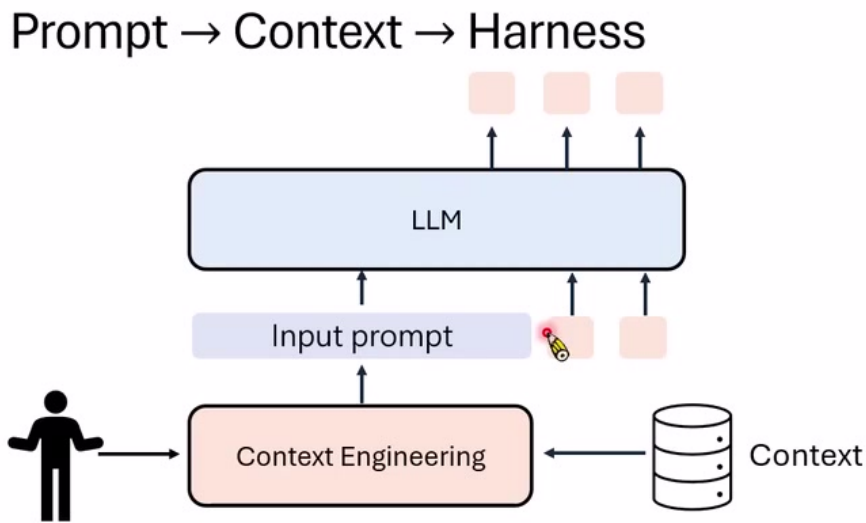 Prompt → Context → Harness
LLM
Input prompt
Context Engineering
Context